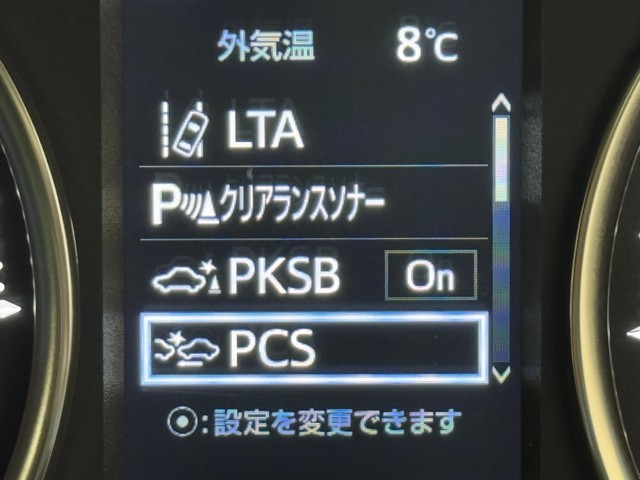 外気温 8℃
LTA
P クリアランスソナー
PKSB On
PCS
⦿:設定を変更できます